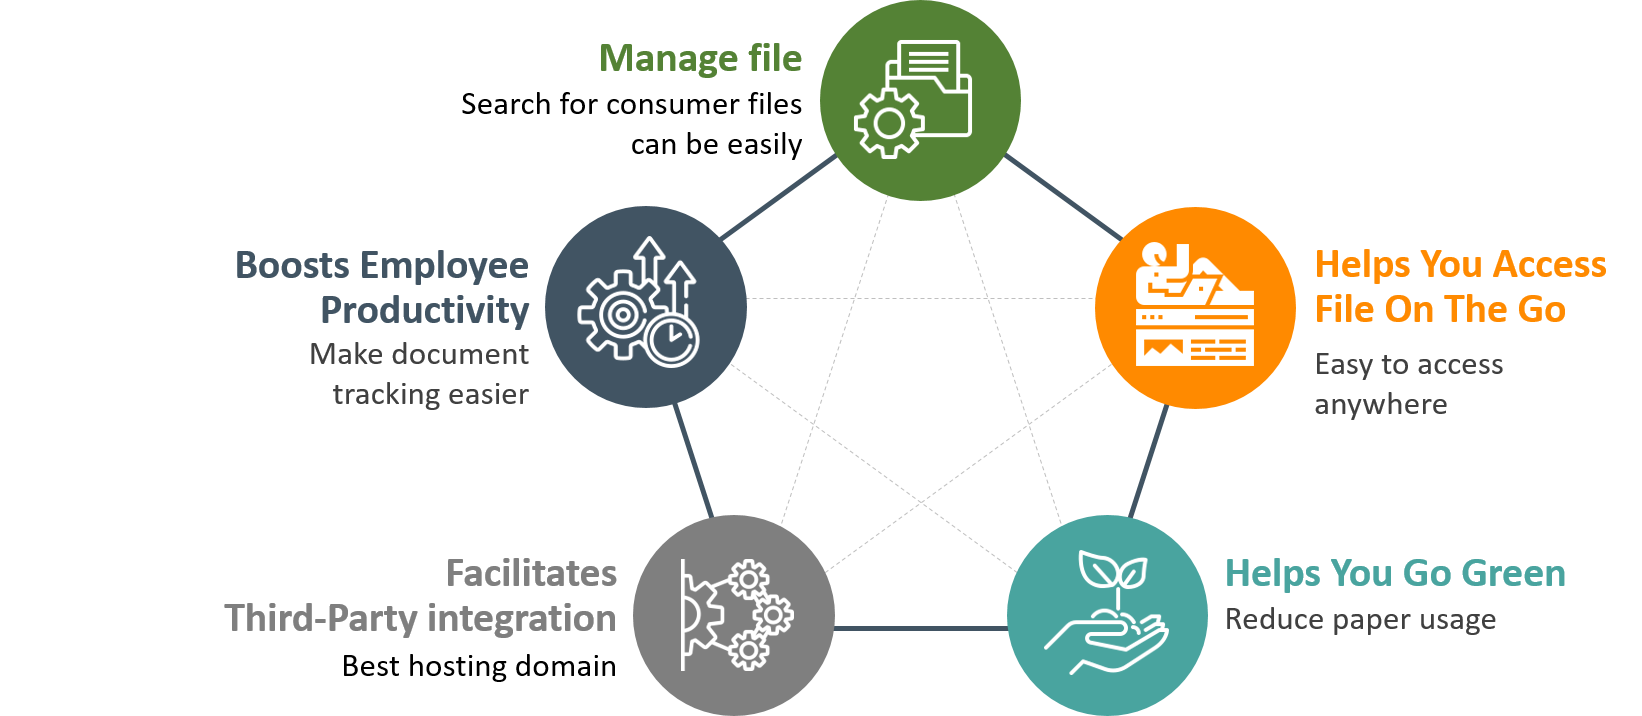 Manage file
Search for consumer files
can be easily
Boosts Employee
Productivity
Make document
tracking easier
Helps You Access
File On The Go
Easy to access
anywhere
Facilitates
Third-Party integration
Best hosting domain
Helps You Go Green
Reduce paper usage